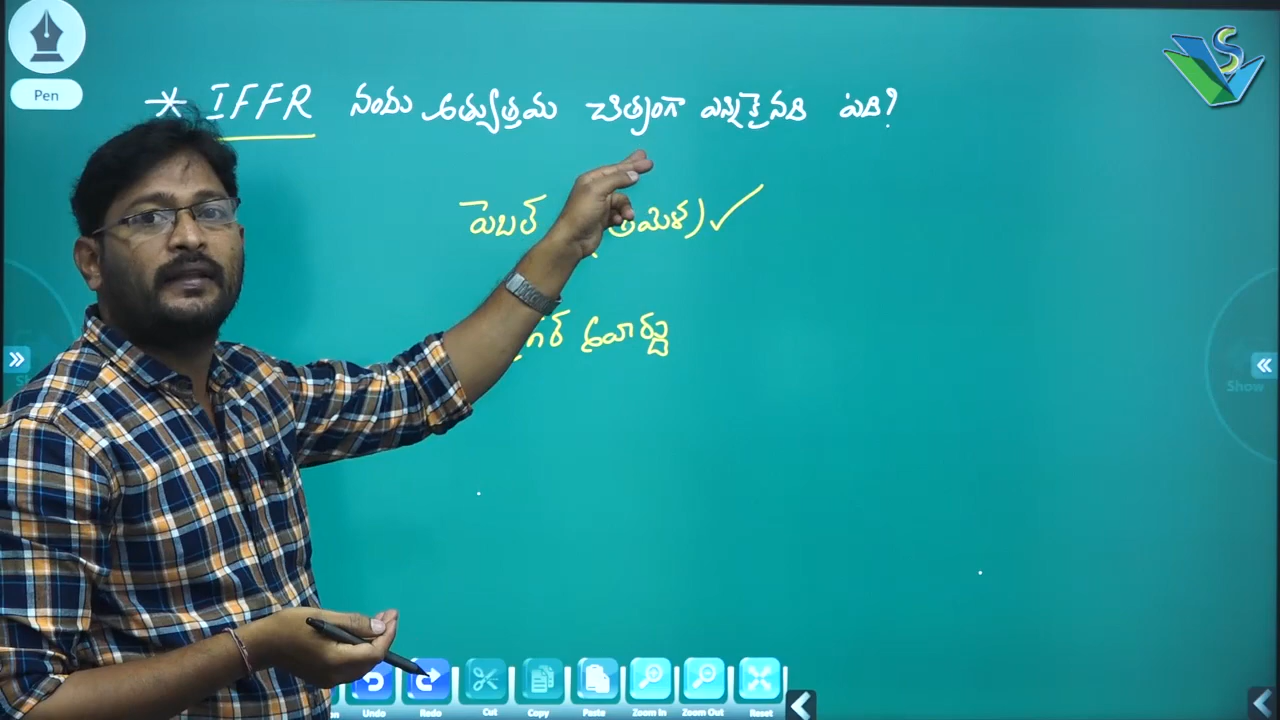 Pen
* IFFR నందు అత్యుత్తమ చిత్రంగా ఎన్నికైనది ఏది?
పెబల్ తమిళ) ✓
గర్ అవార్డు
Show
Undo Redo Cut Copy Paste Zoom In Zoom Out Reset